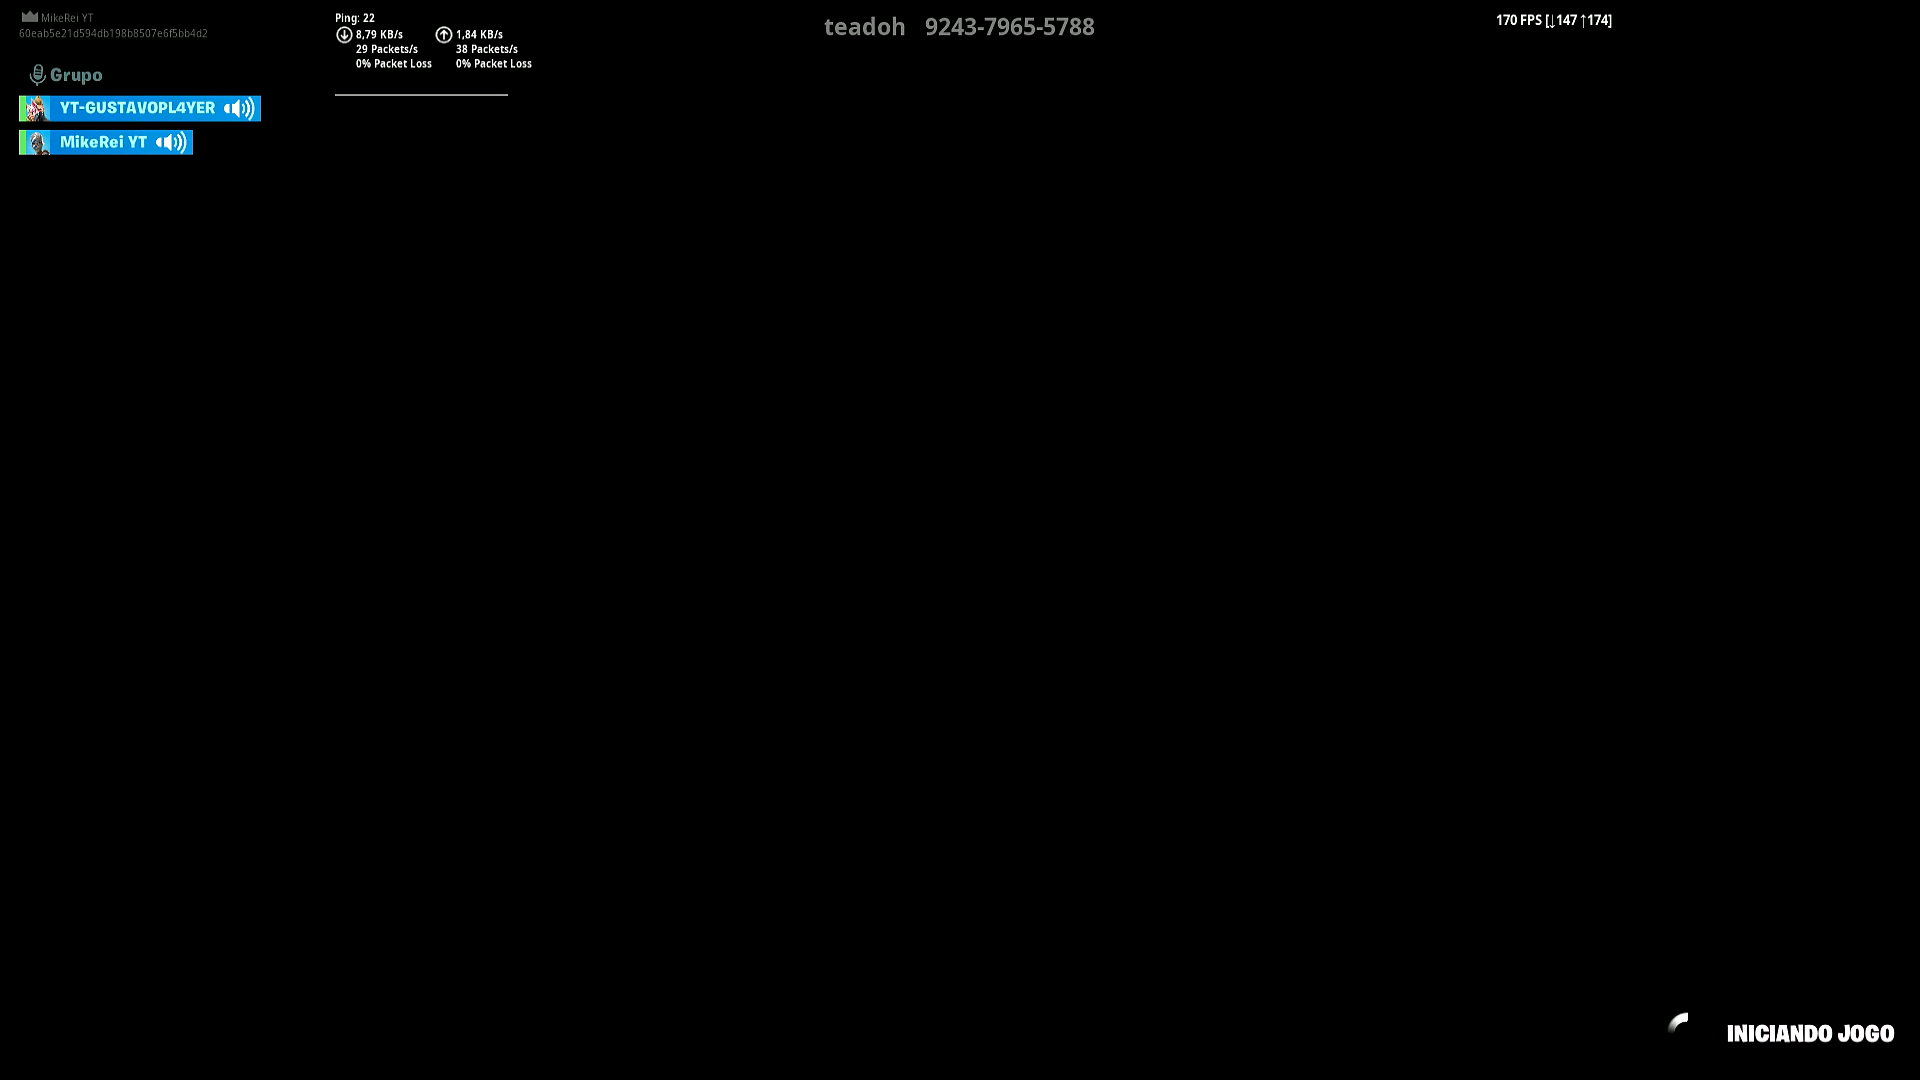 MikeRei YT
60eab5e21d594db198b8507e6f5bb4d2
Grupo
YT-GUSTAVOPL4YER
MikeRei YT
Ping: 22
8,79 KB/s 1,84 KB/s
29 Packets/s 38 Packets/s
0% Packet Loss 0% Packet Loss
teadoh 9243-7965-5788
170 FPS [↓147 ↑174]
INICIANDO JOGO